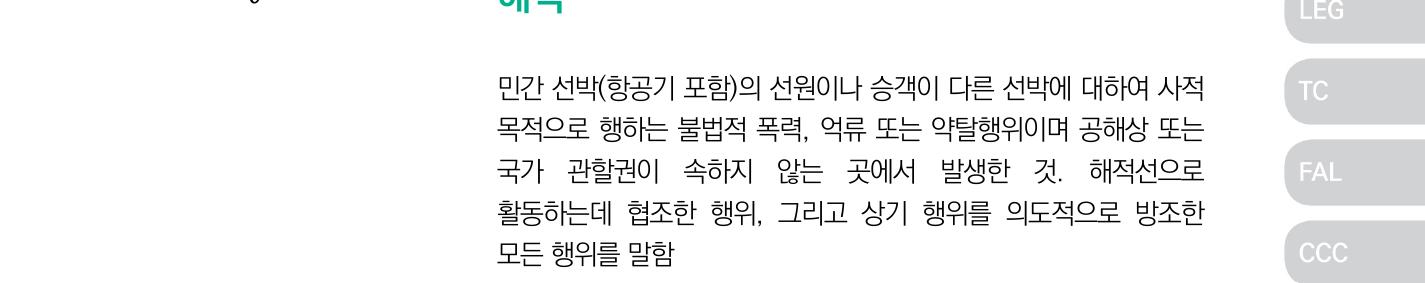 해적
LEG
민간 선박(항공기 포함)의 선원이나 승객이 다른 선박에 대하여 사적
TC
목적으로 행하는 불법적 폭력, 억류 또는 약탈행위이며 공해상 또는
국가 관할권이 속하지 않는 곳에서 발생한 것. 해적선으로
FAL
활동하는데 협조한 행위, 그리고 상기 행위를 의도적으로 방조한
모든 행위를 말함
CCC